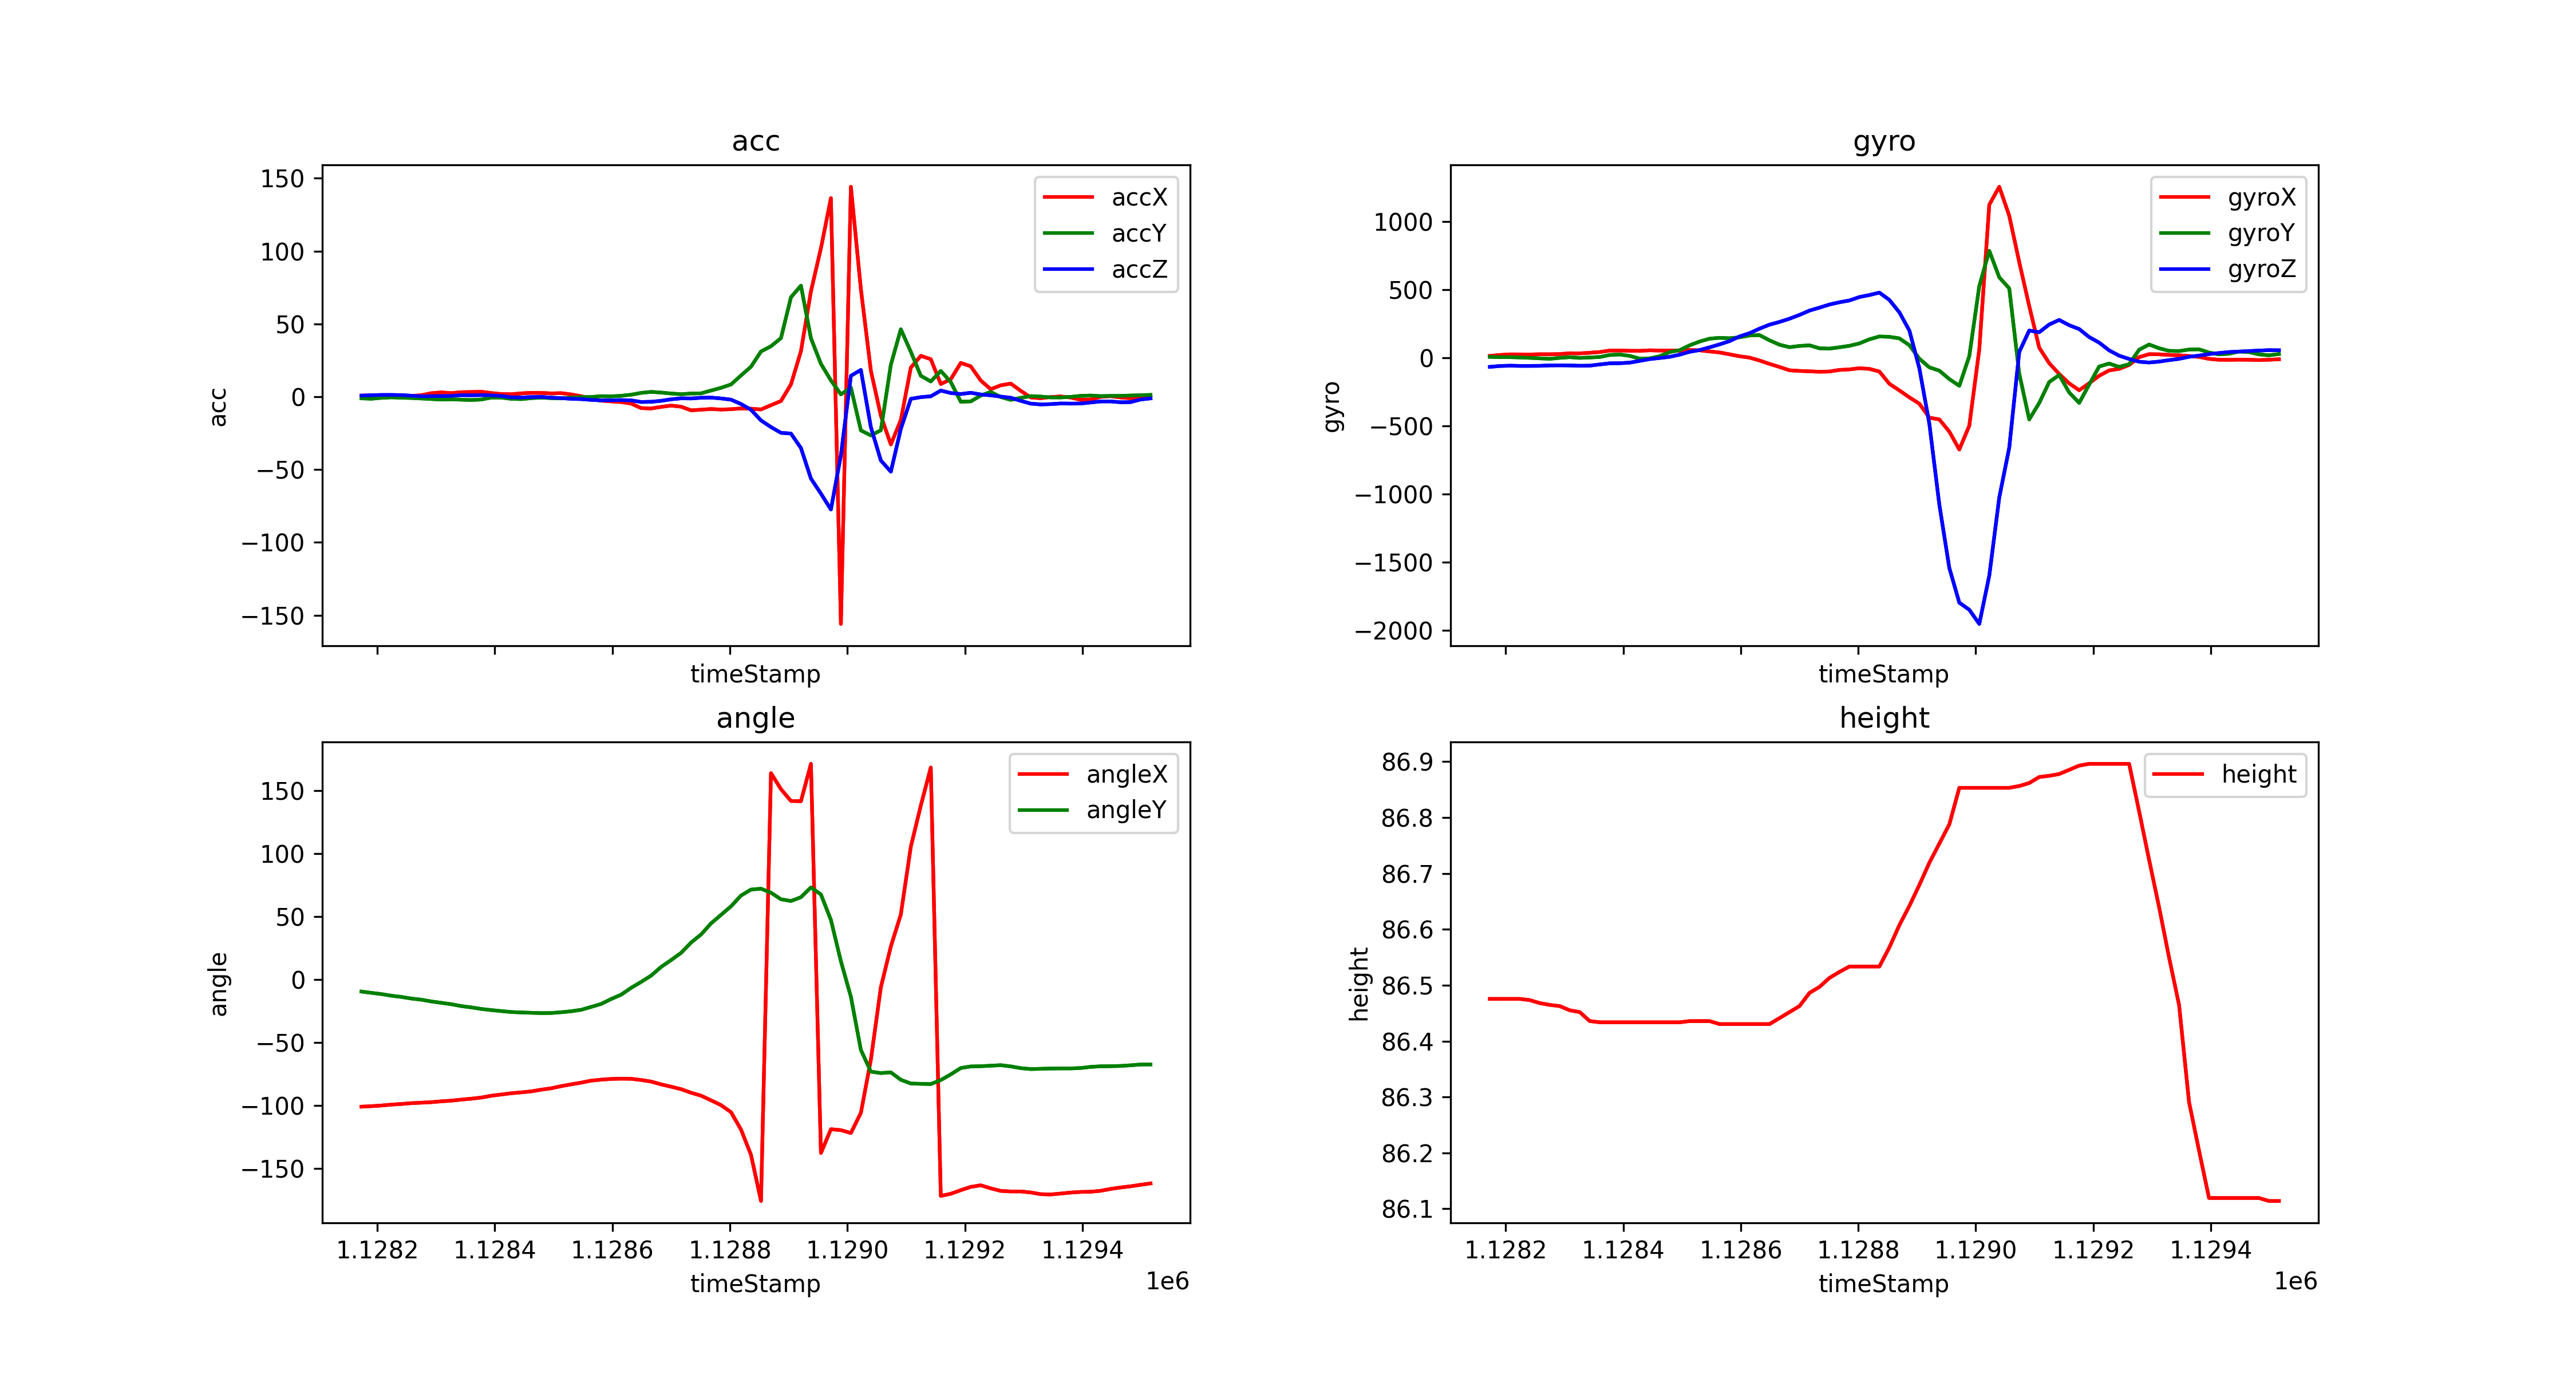 acc
150
100
50
0
−50
−100
−150
acc
accX
accY
accZ
timeStamp
gyro
1000
500
0
−500
−1000
−1500
−2000
gyro
gyroX
gyroY
gyroZ
timeStamp
angle
150
100
50
0
−50
−100
−150
angle
angleX
angleY
1.1282 1.1284 1.1286 1.1288 1.1290 1.1292 1.1294
timeStamp
1e6
height
86.9
86.8
86.7
86.6
86.5
86.4
86.3
86.2
86.1
height
height
1.1282 1.1284 1.1286 1.1288 1.1290 1.1292 1.1294
timeStamp
1e6